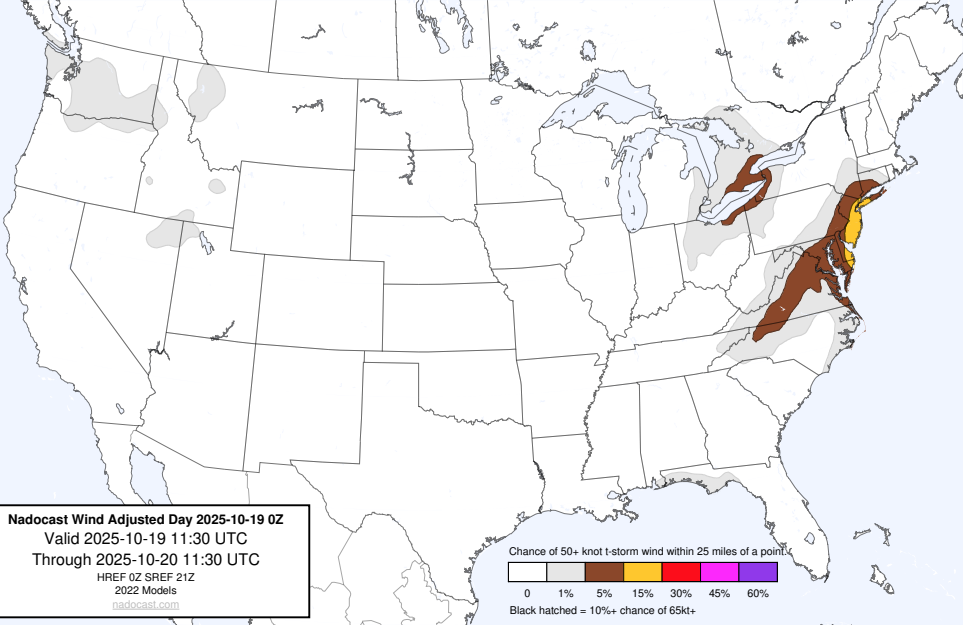 Nadocast Wind Adjusted Day 2025-10-19 0Z
Valid 2025-10-19 11:30 UTC
Through 2025-10-20 11:30 UTC
HREF 0Z SREF 21Z
2022 Models
nadocast.com
Chance of 50+ knot t-storm wind within 25 miles of a point.
0 1% 5% 15% 30% 45% 60%
Black hatched = 10%+ chance of 65kt+